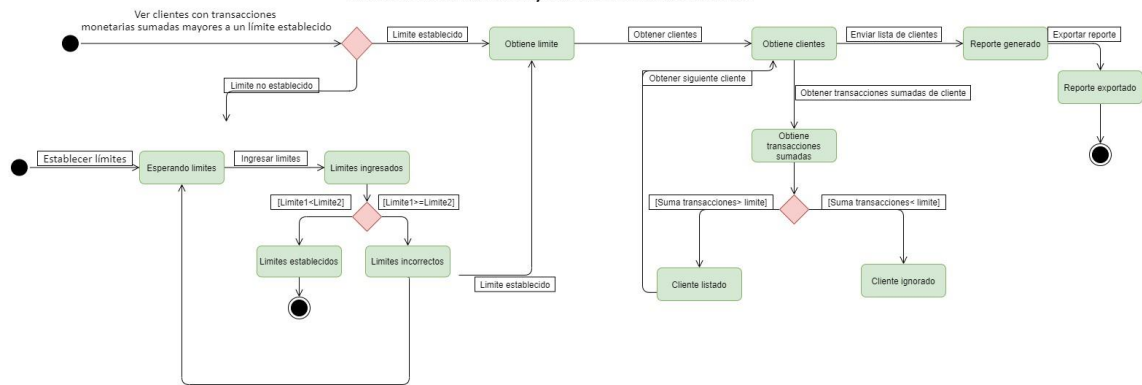 Ver clientes con transacciones
monetarias sumadas mayores a un límite establecido
Limite establecido
Obtiene limite
Obtener clientes
Obtiene clientes
Enviar lista de clientes
Reporte generado
Exportar reporte
Limite no establecido
Obtener siguiente cliente
Obtener transacciones sumadas de cliente
Reporte exportado
Establecer límites
Esperando limites
Ingresar limites
Limites ingresados
Obtiene
transacciones
sumadas
[Limite1<Limite2]
[Limite1>=Limite2]
[Suma transacciones> limite]
[Suma transacciones< limite]
Limites establecidos
Limites incorrectos
Limite establecido
Cliente listado
Cliente ignorado